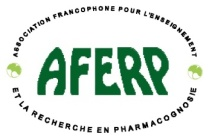 ASSOCIATION FRANCOPHONE POUR L'ENSEIGNEMENT
AFERP
ET LA RECHERCHE EN PHARMACOGNOSIE